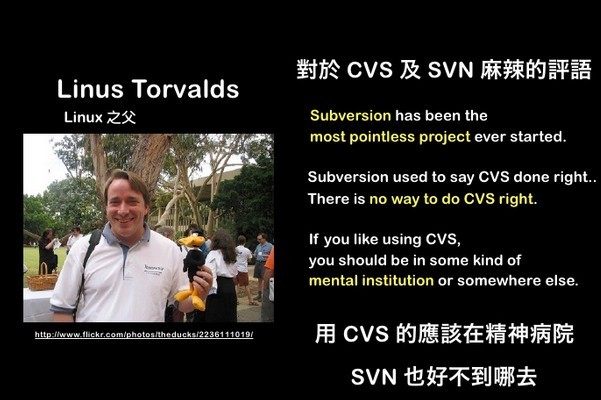 Linus Torvalds
Linux 之父
http://www.flickr.com/photos/theducks/2236111019/
對於 CVS 及 SVN 麻辣的評語
Subversion has been the
most pointless project ever started.
Subversion used to say CVS done right..
There is no way to do CVS right.
If you like using CVS,
you should be in some kind of
mental institution or somewhere else.
用 CVS 的應該在精神病院
SVN 也好不到哪去